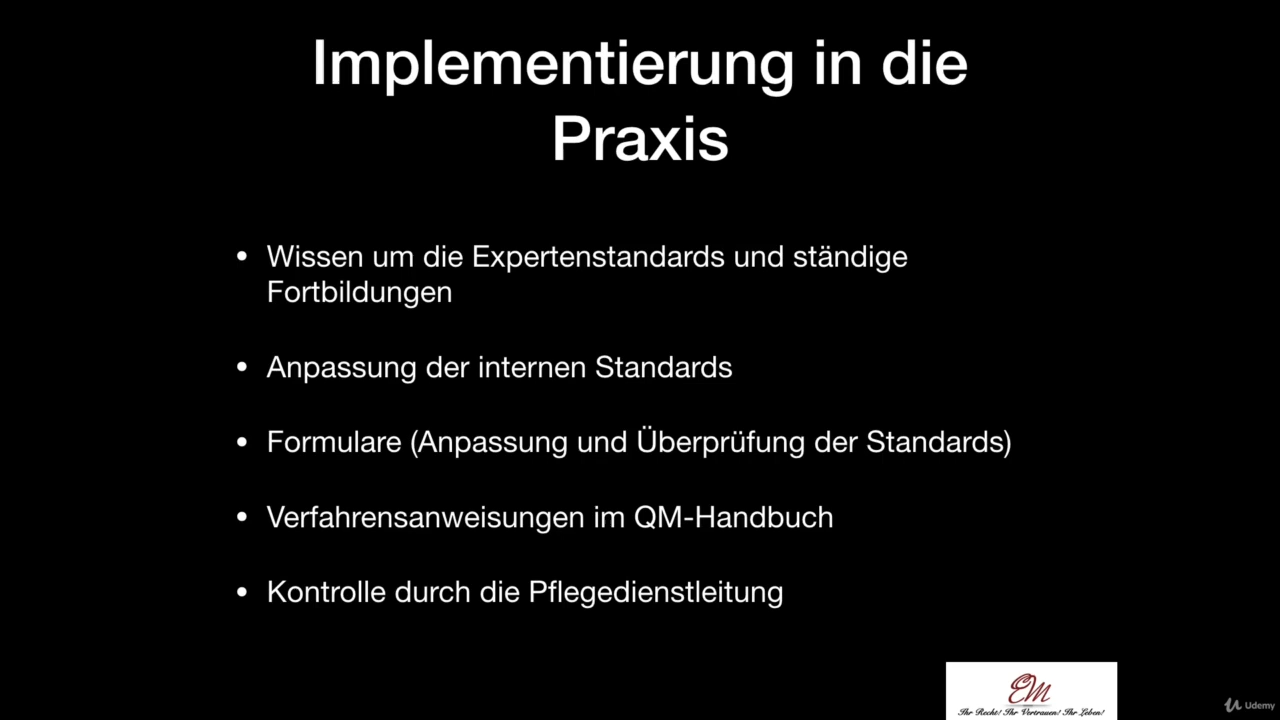 Implementierung in die
Praxis
• Wissen um die Expertenstandards und ständige
Fortbildungen
• Anpassung der internen Standards
• Formulare (Anpassung und Überprüfung der Standards)
• Verfahrensanweisungen im QM-Handbuch
• Kontrolle durch die Pflegedienstleitung
EM
Ihr Recht! Ihr Vertrauen! Ihr Leben!
Udemy